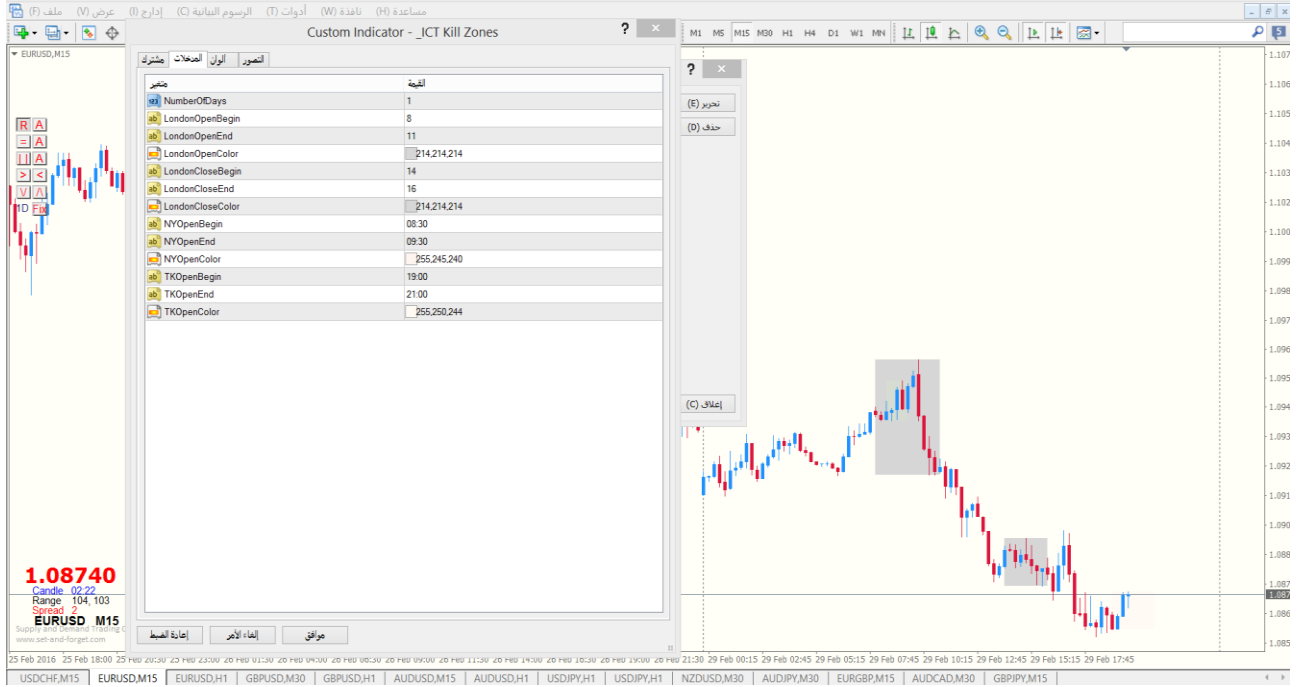 ملف (F) عرض (V) إدارج (I) الرسوم البيانية (C) أدوات (T) نافذة (W) مساعدة (H)
M1 M5 M15 M30 H1 H4 D1 W1 MN
5
Custom Indicator - _ICT Kill Zones
? ×
EURUSD,M15
مشترك المدخلات ألوان التصور
متغير القيمة
NumberOfDays 1
LondonOpenBegin 8
LondonOpenEnd 11
LondonOpenColor 214,214,214
LondonCloseBegin 14
LondonCloseEnd 16
LondonCloseColor 214,214,214
NYOpenBegin 08:30
NYOpenEnd 09:30
NYOpenColor 255,245,240
TKOpenBegin 19:00
TKOpenEnd 21:00
TKOpenColor 255,250,244
إعادة الضبط إلغاء الأمر موافق
? ×
تحرير (E)
حذف (D)
إغلاق (C)
R A
= A
| | A
> <
\/ /\
1D Fix
1.107
1.106
1.105
1.104
1.103
1.102
1.100
1.099
1.098
1.097
1.096
1.095
1.094
1.093
1.092
1.091
1.090
1.088
1.087
1.087
1.086
1.085
1.08740
Candle 02:22
Range 104, 103
Spread 2
EURUSD M15
Supply and Demand Trading
www.set-and-forget.com
25 Feb 2016 25 Feb 18:00 25 Feb 20:30 25 Feb 23:00 26 Feb 01:30 26 Feb 04:00 26 Feb 06:30 26 Feb 09:00 26 Feb 11:30 26 Feb 14:00 26 Feb 16:30 26 Feb 19:00 26 Feb 21:30 29 Feb 00:15 29 Feb 02:45 29 Feb 05:15 29 Feb 07:45 29 Feb 10:15 29 Feb 12:45 29 Feb 15:15 29 Feb 17:45
USDCHF,M15 EURUSD,M15 EURUSD,H1 GBPUSD,M30 GBPUSD,H1 AUDUSD,M15 AUDUSD,H1 USDJPY,H1 USDJPY,H1 NZDUSD,M30 AUDJPY,M30 EURGBP,M15 AUDCAD,M30 GBPJPY,M15